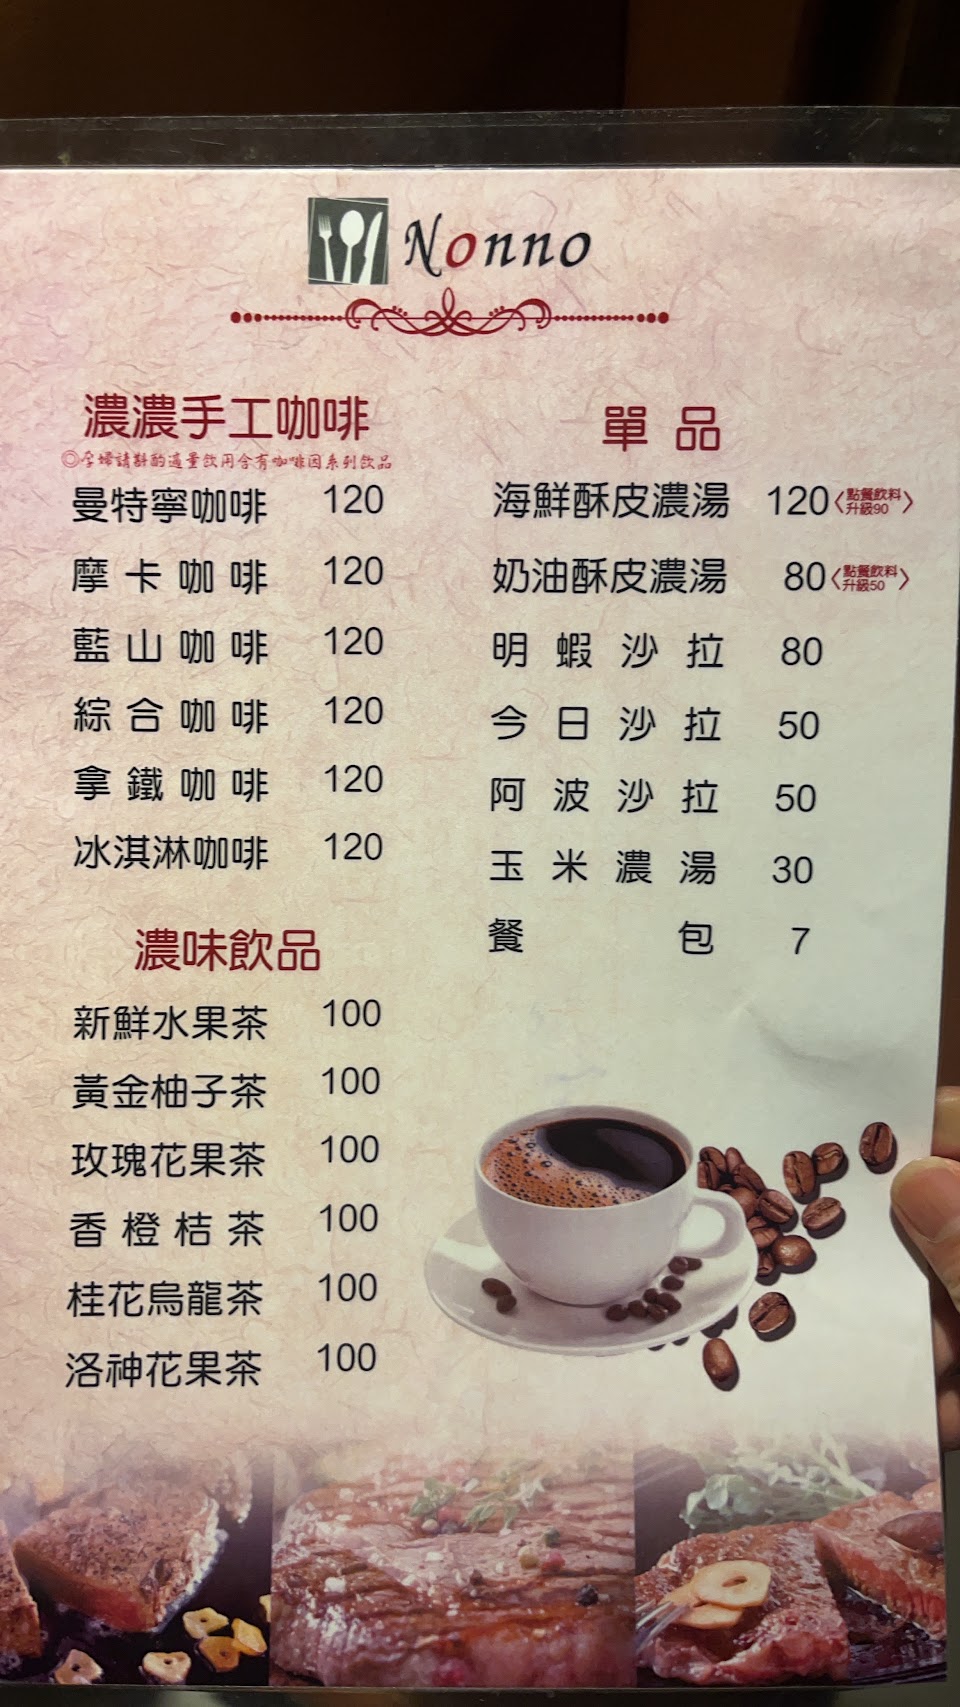 Nonno
濃濃手工咖啡
◎孕婦請斟酌適量飲用含有咖啡因系列飲品
曼特寧咖啡 120
摩卡咖啡 120
藍山咖啡 120
綜合咖啡 120
拿鐵咖啡 120
冰淇淋咖啡 120
濃味飲品
新鮮水果茶 100
黃金柚子茶 100
玫瑰花果茶 100
香橙桔茶 100
桂花烏龍茶 100
洛神花果茶 100
單品
海鮮酥皮濃湯 120〈點餐飲料升級90〉
奶油酥皮濃湯 80〈點餐飲料升級50〉
明蝦沙拉 80
今日沙拉 50
阿波沙拉 50
玉米濃湯 30
餐包 7